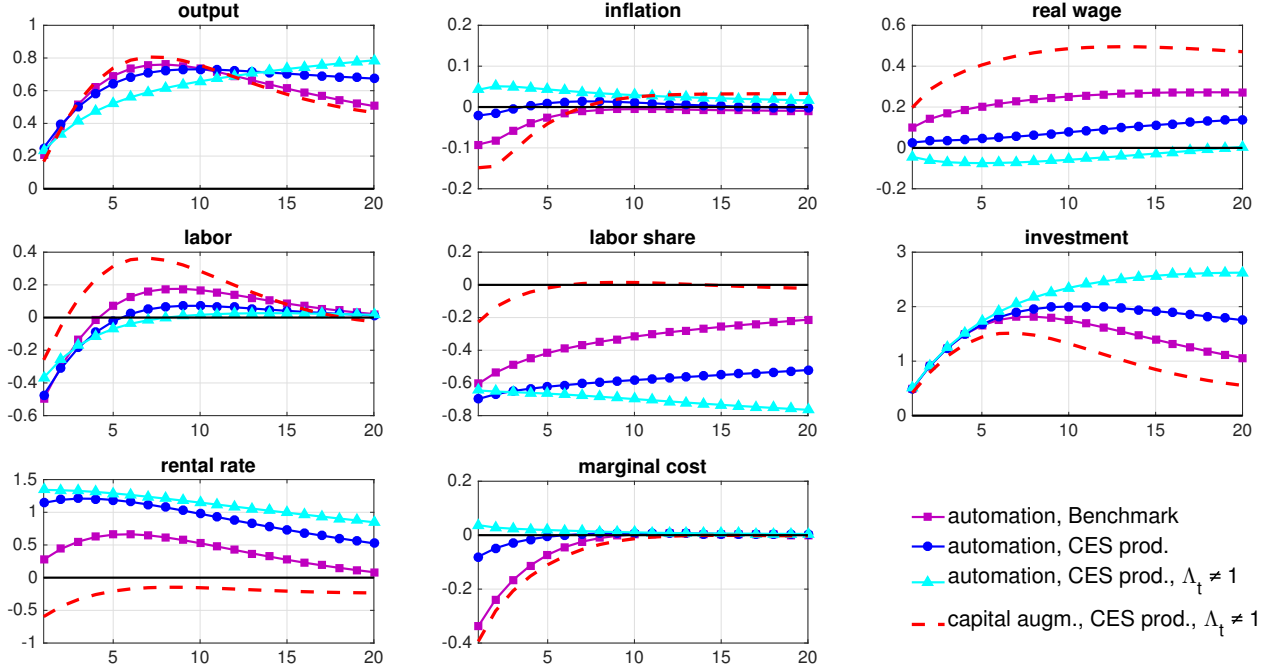 output
1
0.8
0.6
0.4
0.2
0
5 10 15 20
inflation
0.2
0.1
0
-0.1
-0.2
5 10 15 20
real wage
0.6
0.4
0.2
0
-0.2
5 10 15 20
labor
0.4
0.2
0
-0.2
-0.4
-0.6
5 10 15 20
labor share
0.2
0
-0.2
-0.4
-0.6
-0.8
5 10 15 20
investment
3
2
1
0
5 10 15 20
rental rate
1.5
1
0.5
0
-0.5
-1
5 10 15 20
marginal cost
0.2
0
-0.2
-0.4
5 10 15 20
automation, Benchmark
automation, CES prod.
automation, CES prod., Λt ≠ 1
capital augm., CES prod., Λt ≠ 1